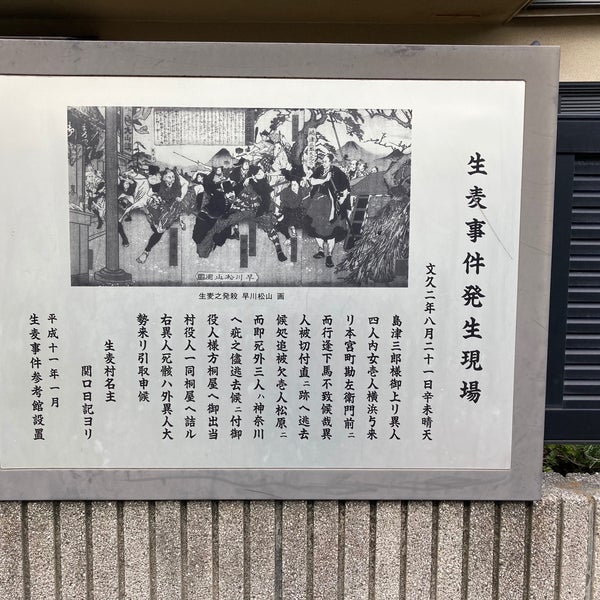 生麦事件発生現場
文久二年八月二十一日辛未晴天
島津三郎様御上り異人
四人内女壱人横浜ゟ来
リ本宮町勘左衛門前ニ
而行逢下馬不致候哉異
人被切付直ニ跡へ逃去
候処追被欠壱人松原ニ
而即死外三人ハ神奈川
へ疵之儘逃去候ニ付御
役人様方桐屋へ御出当
村役人一同桐屋へ詰ル
右異人死骸ハ外異人大
勢来り引取申候
生麦村名主
関口日記ヨリ
平成十一年一月
生麦事件参考館設置
生麦之発殺 早川松山 画
早川松山画